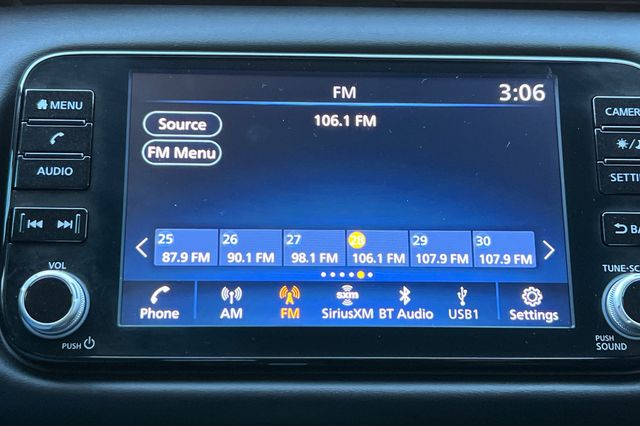 FM
3:06
MENU
AUDIO
Source
106.1 FM
FM Menu
25
26
27
28
29
30
87.9 FM
90.1 FM
98.1 FM
106.1 FM
107.9 FM
107.9 FM
Phone
AM
FM
sxm
SiriusXM
BT Audio
USB1
Settings
VOL
PUSH
TUNE-SC
PUSH
SOUND
CAMER
SETTI
BA